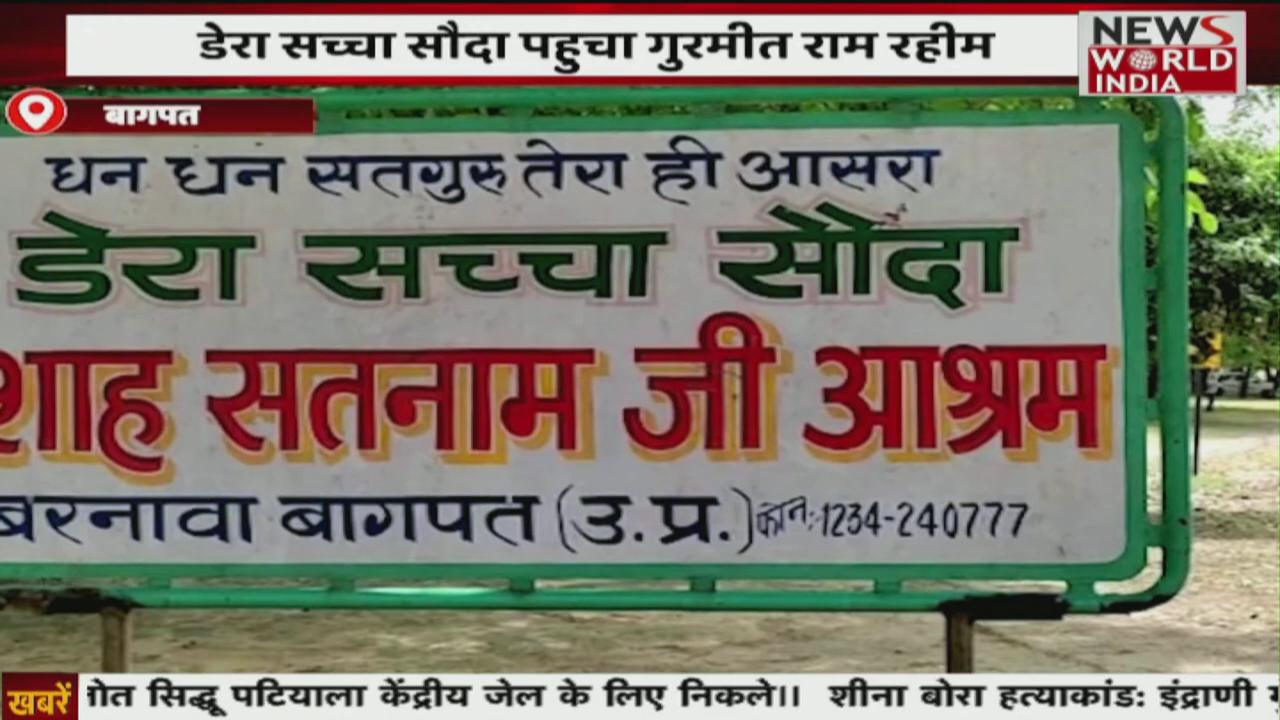 डेरा सच्चा सौदा पहुचा गुरमीत राम रहीम
NEWS
WORLD
INDIA
बागपत
धन धन सतगुरु तेरा ही आसरा
डेरा सच्चा सौदा
शाह सतनाम जी आश्रम
बरनावा बागपत (उ.प्र.) फोन:-1234-240777
खबरें
सिद्धू पटियाला केंद्रीय जेल के लिए निकले।। शीना बोरा हत्याकांड: इंद्राणी